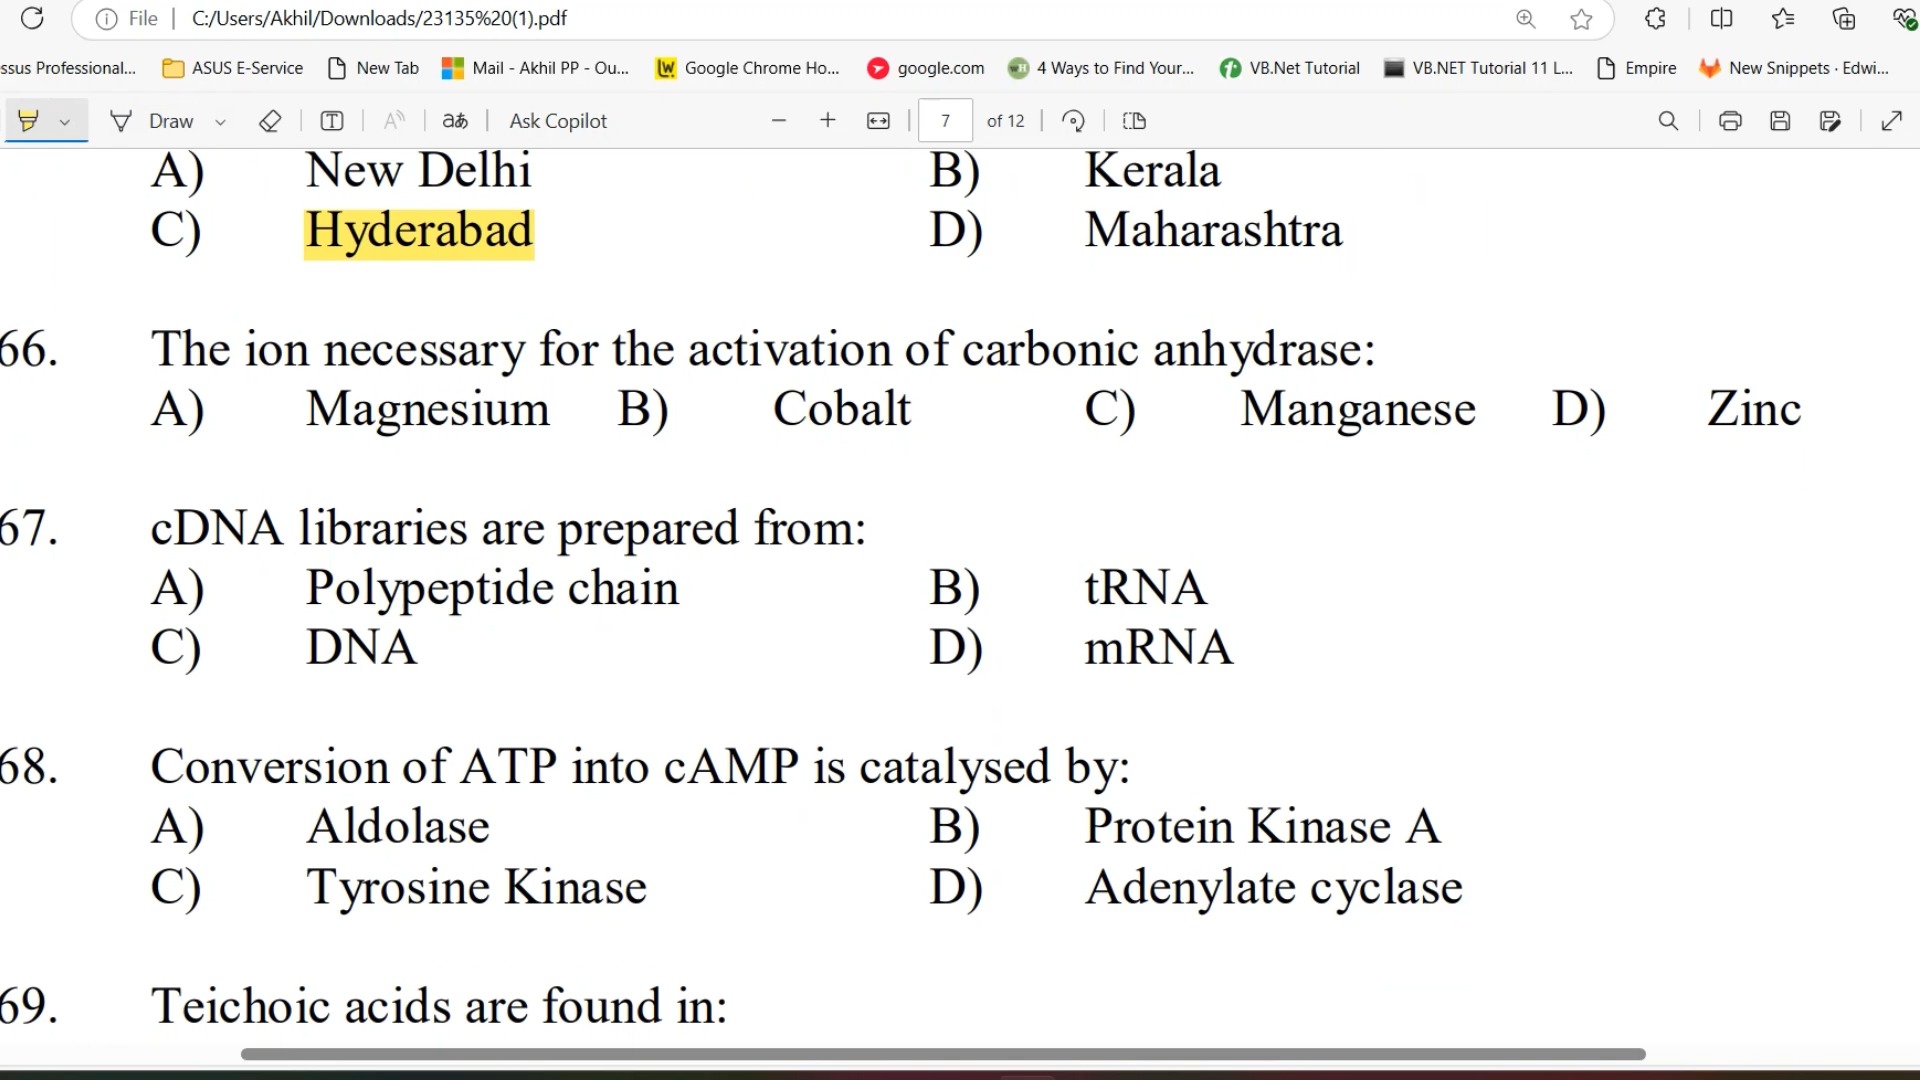 File C:/Users/Akhil/Downloads/23135%20(1).pdf
ssus Professional... ASUS E-Service New Tab Mail - Akhil PP - Ou... Google Chrome Ho... google.com 4 Ways to Find Your... VB.Net Tutorial VB.NET Tutorial 11 L... Empire New Snippets · Edwi...
Draw Ask Copilot 7 of 12
A) New Delhi B) Kerala
C) Hyderabad D) Maharashtra
66. The ion necessary for the activation of carbonic anhydrase:
A) Magnesium B) Cobalt C) Manganese D) Zinc
67. cDNA libraries are prepared from:
A) Polypeptide chain B) tRNA
C) DNA D) mRNA
68. Conversion of ATP into cAMP is catalysed by:
A) Aldolase B) Protein Kinase A
C) Tyrosine Kinase D) Adenylate cyclase
69. Teichoic acids are found in: